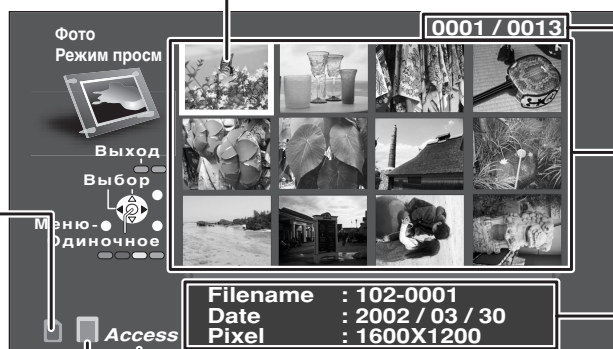 Фото
Режим просм
0001 / 0013
Выход
Выбор
Меню-
Одиночное
Access
Filename : 102-0001
Date : 2002 / 03 / 30
Pixel : 1600X1200